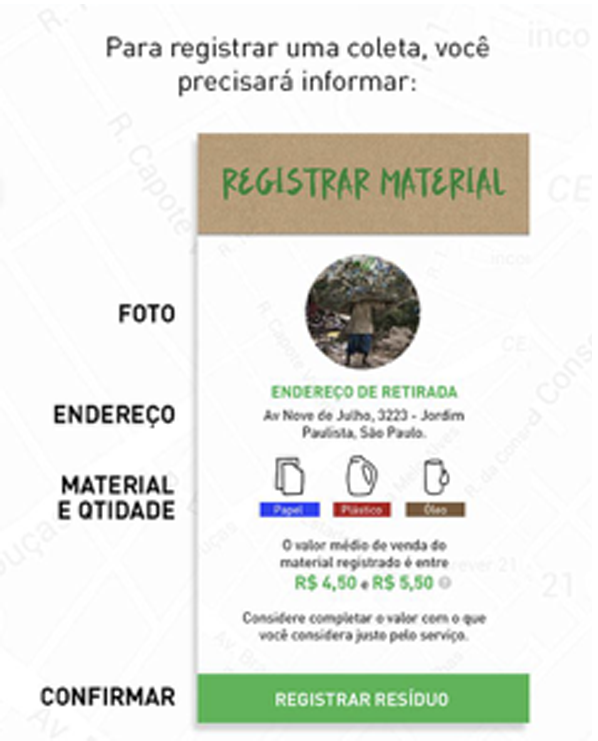 Para registrar uma coleta, você
precisará informar:
REGISTRAR MATERIAL
FOTO
ENDEREÇO DE RETIRADA
ENDEREÇO
Av Nove de Julho, 3223 - Jardim
Paulista, São Paulo.
MATERIAL
E QTIDADE
Papel
Plástico
Óleo
O valor médio de venda do
material registrado é entre
R$ 4,50 e R$ 5,50
Considere completar o valor com o que
você considera justo pelo serviço.
CONFIRMAR
REGISTRAR RESÍDUO
R. Capote
21